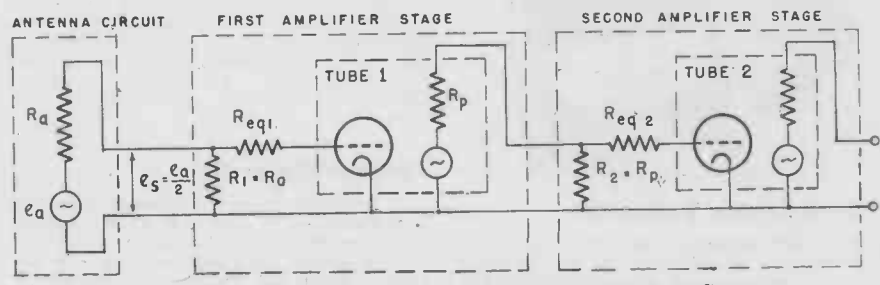 ANTENNA CIRCUIT
FIRST AMPLIFIER STAGE
SECOND AMPLIFIER STAGE
TUBE 1
TUBE 2
Ra
Req1
Rp
Req 2
es = ea/2
R1 = Ra
R2 = Rp
ea